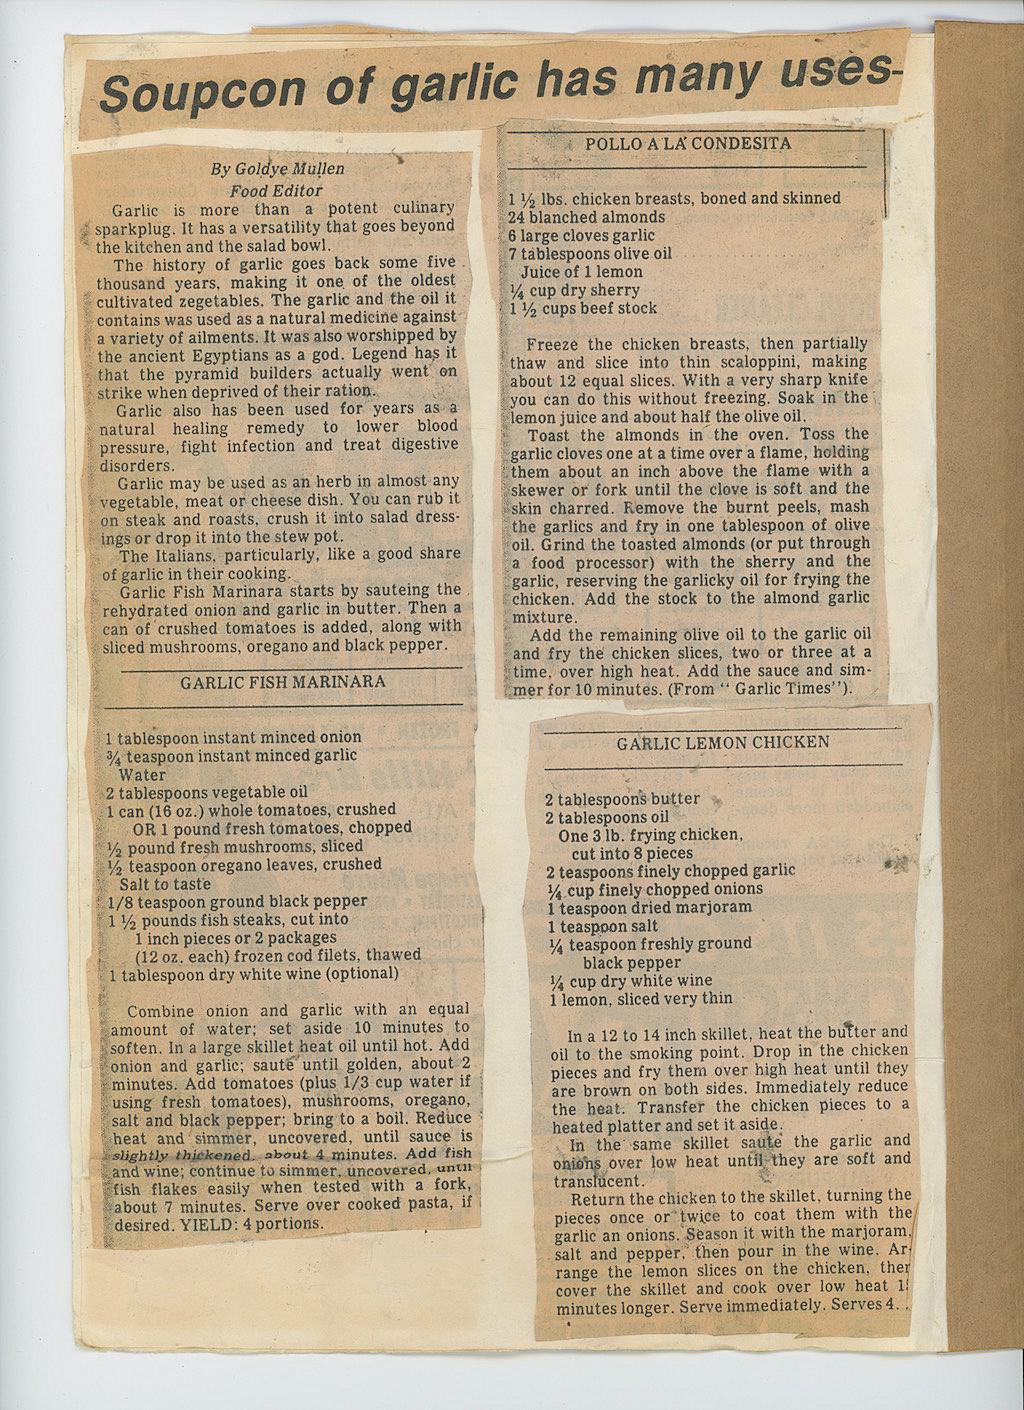 Soupcon of garlic has many uses-
By Goldye Mullen
Food Editor
Garlic is more than a potent culinary
sparkplug. It has a versatility that goes beyond
the kitchen and the salad bowl.
The history of garlic goes back some five
thousand years, making it one of the oldest
cultivated zegetables. The garlic and the oil it
contains was used as a natural medicine against
a variety of ailments. It was also worshipped by
the ancient Egyptians as a god. Legend has it
that the pyramid builders actually went on
strike when deprived of their ration.
Garlic also has been used for years as a
natural healing remedy to lower blood
pressure, fight infection and treat digestive
disorders.
Garlic may be used as an herb in almost any
vegetable, meat or cheese dish. You can rub it
on steak and roasts, crush it into salad dress-
ings or drop it into the stew pot.
The Italians, particularly, like a good share
of garlic in their cooking.
Garlic Fish Marinara starts by sauteing the
rehydrated onion and garlic in butter. Then a
can of crushed tomatoes is added, along with
sliced mushrooms, oregano and black pepper.
GARLIC FISH MARINARA
1 tablespoon instant minced onion
¾ teaspoon instant minced garlic
Water
2 tablespoons vegetable oil
1 can (16 oz.) whole tomatoes, crushed
OR 1 pound fresh tomatoes, chopped
½ pound fresh mushrooms, sliced
½ teaspoon oregano leaves, crushed
Salt to taste
1/8 teaspoon ground black pepper
1 ½ pounds fish steaks, cut into
1 inch pieces or 2 packages
(12 oz. each) frozen cod filets, thawed
1 tablespoon dry white wine (optional)
Combine onion and garlic with an equal
amount of water; set aside 10 minutes to
soften. In a large skillet heat oil until hot. Add
onion and garlic; saute until golden, about 2
minutes. Add tomatoes (plus 1/3 cup water if
using fresh tomatoes), mushrooms, oregano,
salt and black pepper; bring to a boil. Reduce
heat and simmer, uncovered, until sauce is
slightly thickened, about 4 minutes. Add fish
and wine; continue to simmer, uncovered, until
fish flakes easily when tested with a fork,
about 7 minutes. Serve over cooked pasta, if
desired. YIELD: 4 portions.
POLLO A LA CONDESITA
1 ½ lbs. chicken breasts, boned and skinned
24 blanched almonds
6 large cloves garlic
7 tablespoons olive oil
Juice of 1 lemon
¼ cup dry sherry
1 ½ cups beef stock
Freeze the chicken breasts, then partially
thaw and slice into thin scaloppini, making
about 12 equal slices. With a very sharp knife
you can do this without freezing. Soak in the
lemon juice and about half the olive oil.
Toast the almonds in the oven. Toss the
garlic cloves one at a time over a flame, holding
them about an inch above the flame with a
skewer or fork until the clove is soft and the
skin charred. Remove the burnt peels, mash
the garlics and fry in one tablespoon of olive
oil. Grind the toasted almonds (or put through
a food processor) with the sherry and the
garlic, reserving the garlicky oil for frying the
chicken. Add the stock to the almond garlic
mixture.
Add the remaining olive oil to the garlic oil
and fry the chicken slices, two or three at a
time, over high heat. Add the sauce and sim-
mer for 10 minutes. (From "Garlic Times").
GARLIC LEMON CHICKEN
2 tablespoons butter
2 tablespoons oil
One 3 lb. frying chicken,
cut into 8 pieces
2 teaspoons finely chopped garlic
¼ cup finely chopped onions
1 teaspoon dried marjoram
1 teaspoon salt
¼ teaspoon freshly ground
black pepper
¼ cup dry white wine
1 lemon, sliced very thin
In a 12 to 14 inch skillet, heat the butter and
oil to the smoking point. Drop in the chicken
pieces and fry them over high heat until they
are brown on both sides. Immediately reduce
the heat. Transfer the chicken pieces to a
heated platter and set it aside.
In the same skillet saute the garlic and
onions over low heat until they are soft and
translucent.
Return the chicken to the skillet, turning the
pieces once or twice to coat them with the
garlic an onions. Season it with the marjoram,
salt and pepper, then pour in the wine. Ar-
range the lemon slices on the chicken, then
cover the skillet and cook over low heat
minutes longer. Serve immediately. Serves 4.